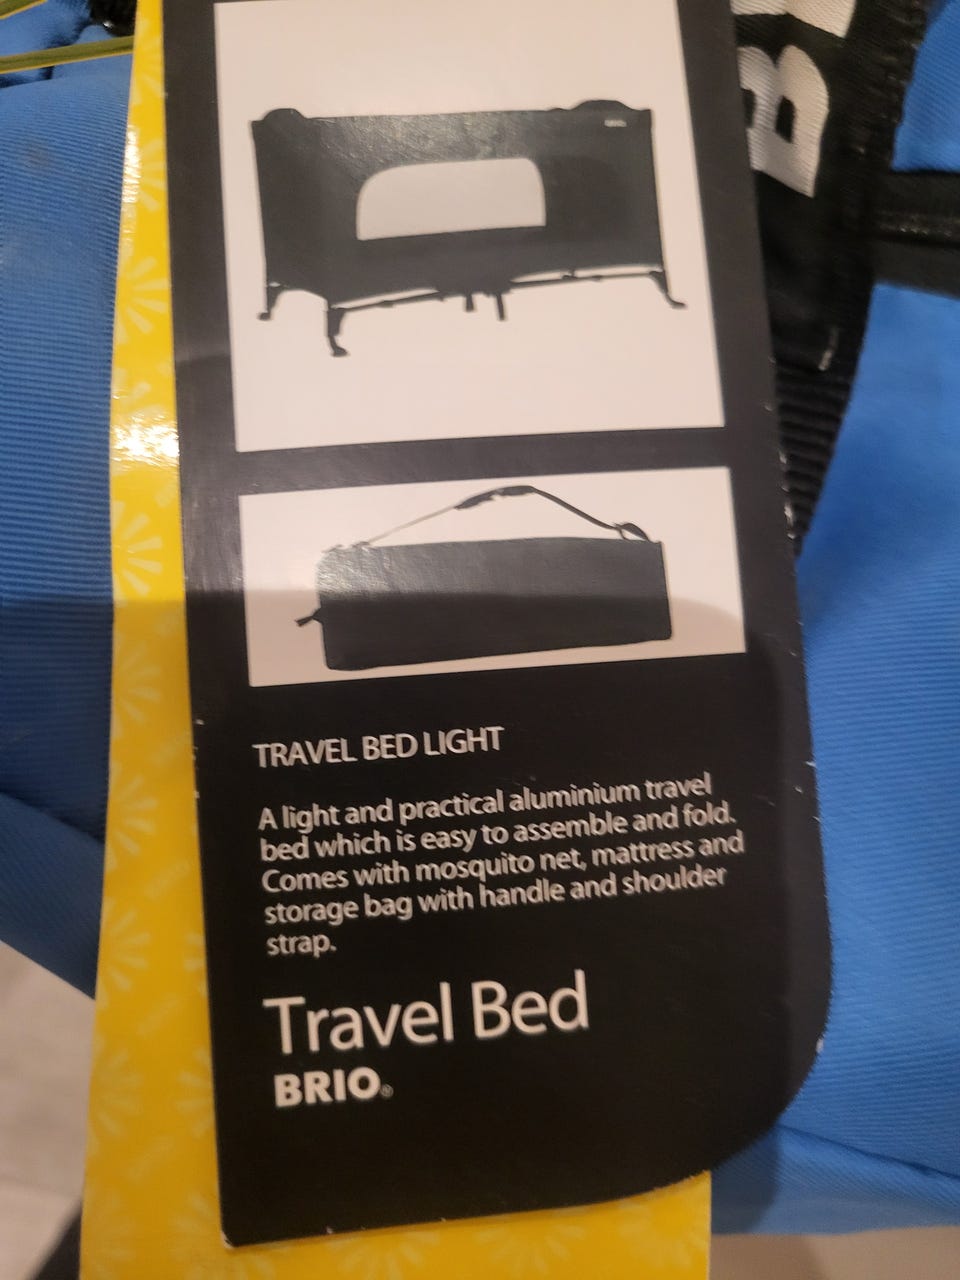 TRAVEL BED LIGHT
A light and practical aluminium travel
bed which is easy to assemble and fold.
Comes with mosquito net, mattress and
storage bag with handle and shoulder
strap.
Travel Bed
BRIO®